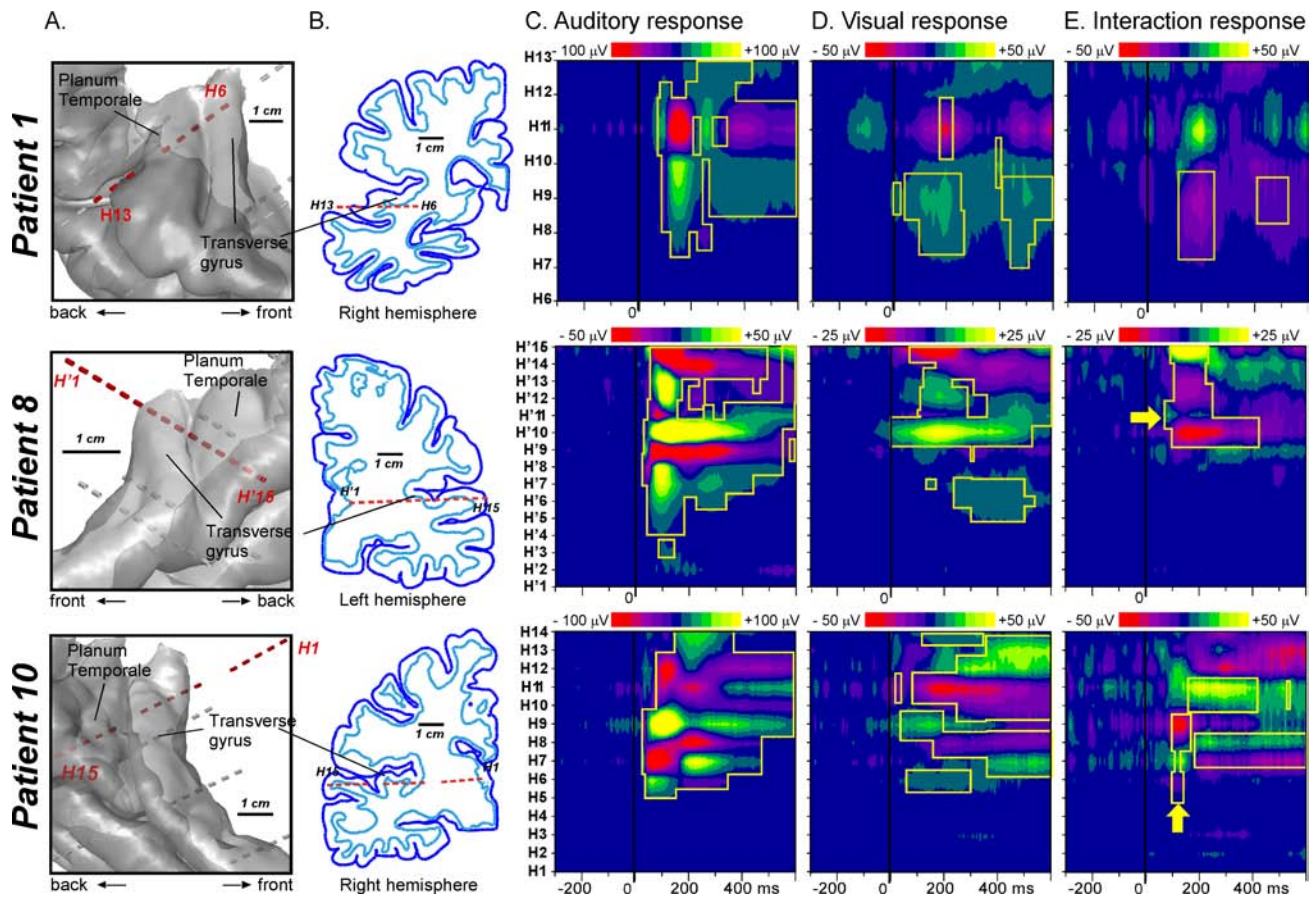 A.
B.
C. Auditory response
D. Visual response
E. Interaction response
Patient 1
Planum
Temporale
H6
1 cm
H13
Transverse
gyrus
back
front
1 cm
H13
H6
Right hemisphere
- 100 µV
+100 µV
- 50 µV
+50 µV
- 50 µV
+50 µV
H13
H12
H11
H10
H9
H8
H7
H6
0
0
0
Patient 8
H'1
Planum
Temporale
1 cm
H'15
Transverse
gyrus
front
back
1 cm
H'1
H'15
Left hemisphere
- 50 µV
+50 µV
- 25 µV
+25 µV
- 25 µV
+25 µV
H'15
H'14
H'13
H'12
H'11
H'10
H'9
H'8
H'7
H'6
H'5
H'4
H'3
H'2
H'1
0
0
0
Patient 10
Planum
Temporale
H1
Transverse
gyrus
H15
1 cm
back
front
1 cm
H15
H1
Right hemisphere
- 100 µV
+100 µV
- 50 µV
+50 µV
- 50 µV
+50 µV
H14
H13
H12
H11
H10
H9
H8
H7
H6
H5
H4
H3
H2
H1
-200 0 200 400 ms
-200 0 200 400 ms
-200 0 200 400 ms